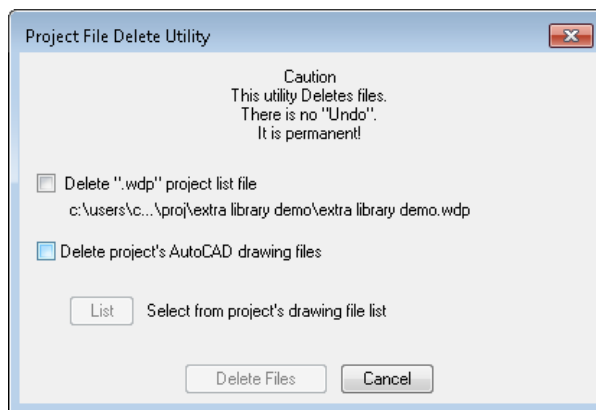 Project File Delete Utility
Caution
This utility Deletes files.
There is no "Undo".
It is permanent!
Delete ".wdp" project list file
c:\users\c...\proj\extra library demo\extra library demo.wdp
Delete project's AutoCAD drawing files
List Select from project's drawing file list
Delete Files Cancel